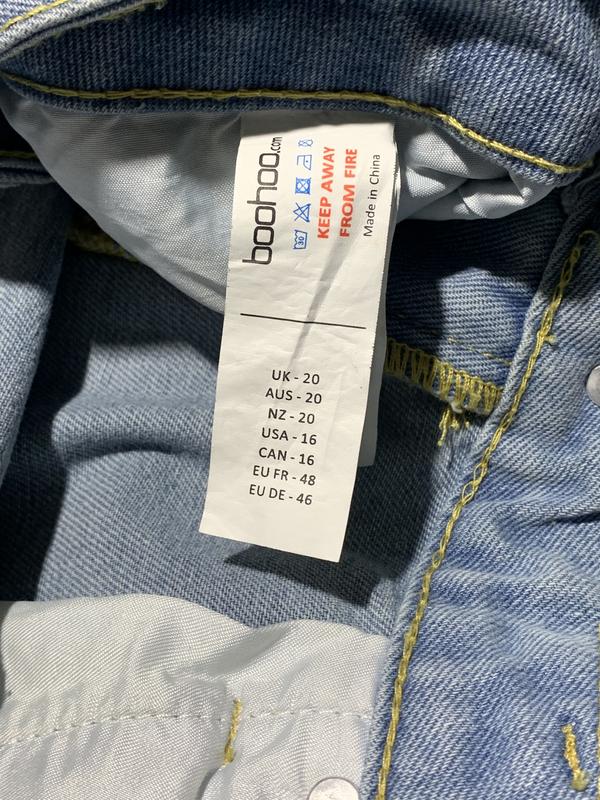 boohoo.com
30
KEEP AWAY
FROM FIRE
Made in China
UK - 20
AUS - 20
NZ - 20
USA - 16
CAN - 16
EU FR - 48
EU DE - 46